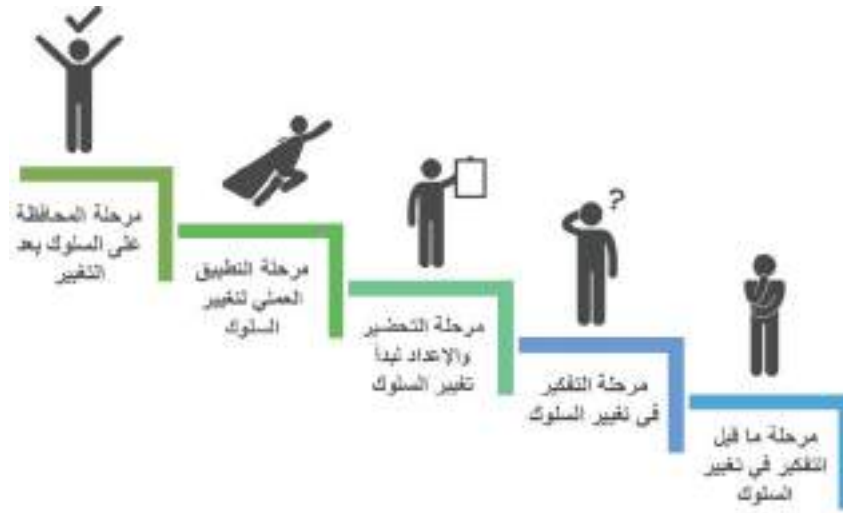 مرحلة ما قبل
التفكير في تغيير
السلوك
مرحلة التفكير
في تغيير السلوك
مرحلة التحضير
والإعداد لبدأ
تغيير السلوك
مرحلة التطبيق
العملي لتغيير
السلوك
مرحلة المحافظة
على السلوك بعد
التغيير
?